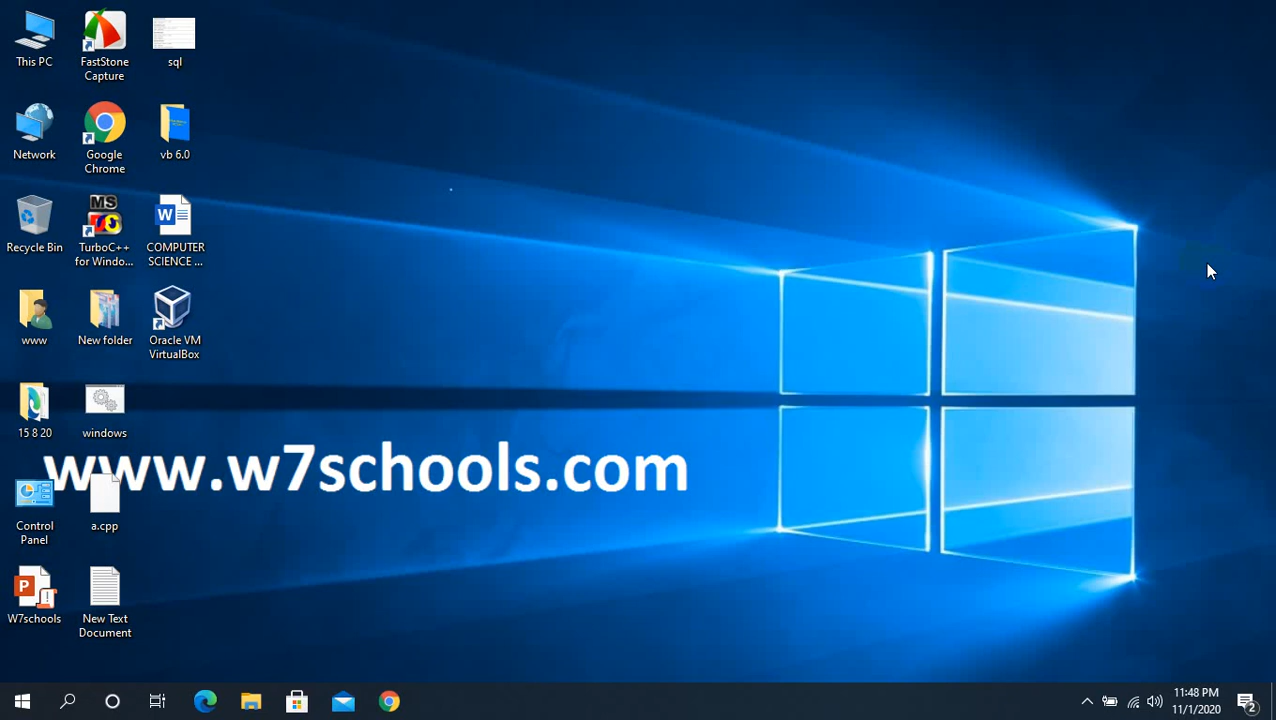 This PC
FastStone
Capture
sql
Network
Google
Chrome
vb 6.0
Recycle Bin
MS
TurboC++
for Windo...
W
COMPUTER
SCIENCE ...
www
New folder
Oracle VM
VirtualBox
15 8 20
windows
www.w7schools.com
Control
Panel
a.cpp
P
W7schools
New Text
Document
11:48 PM
11/1/2020
2